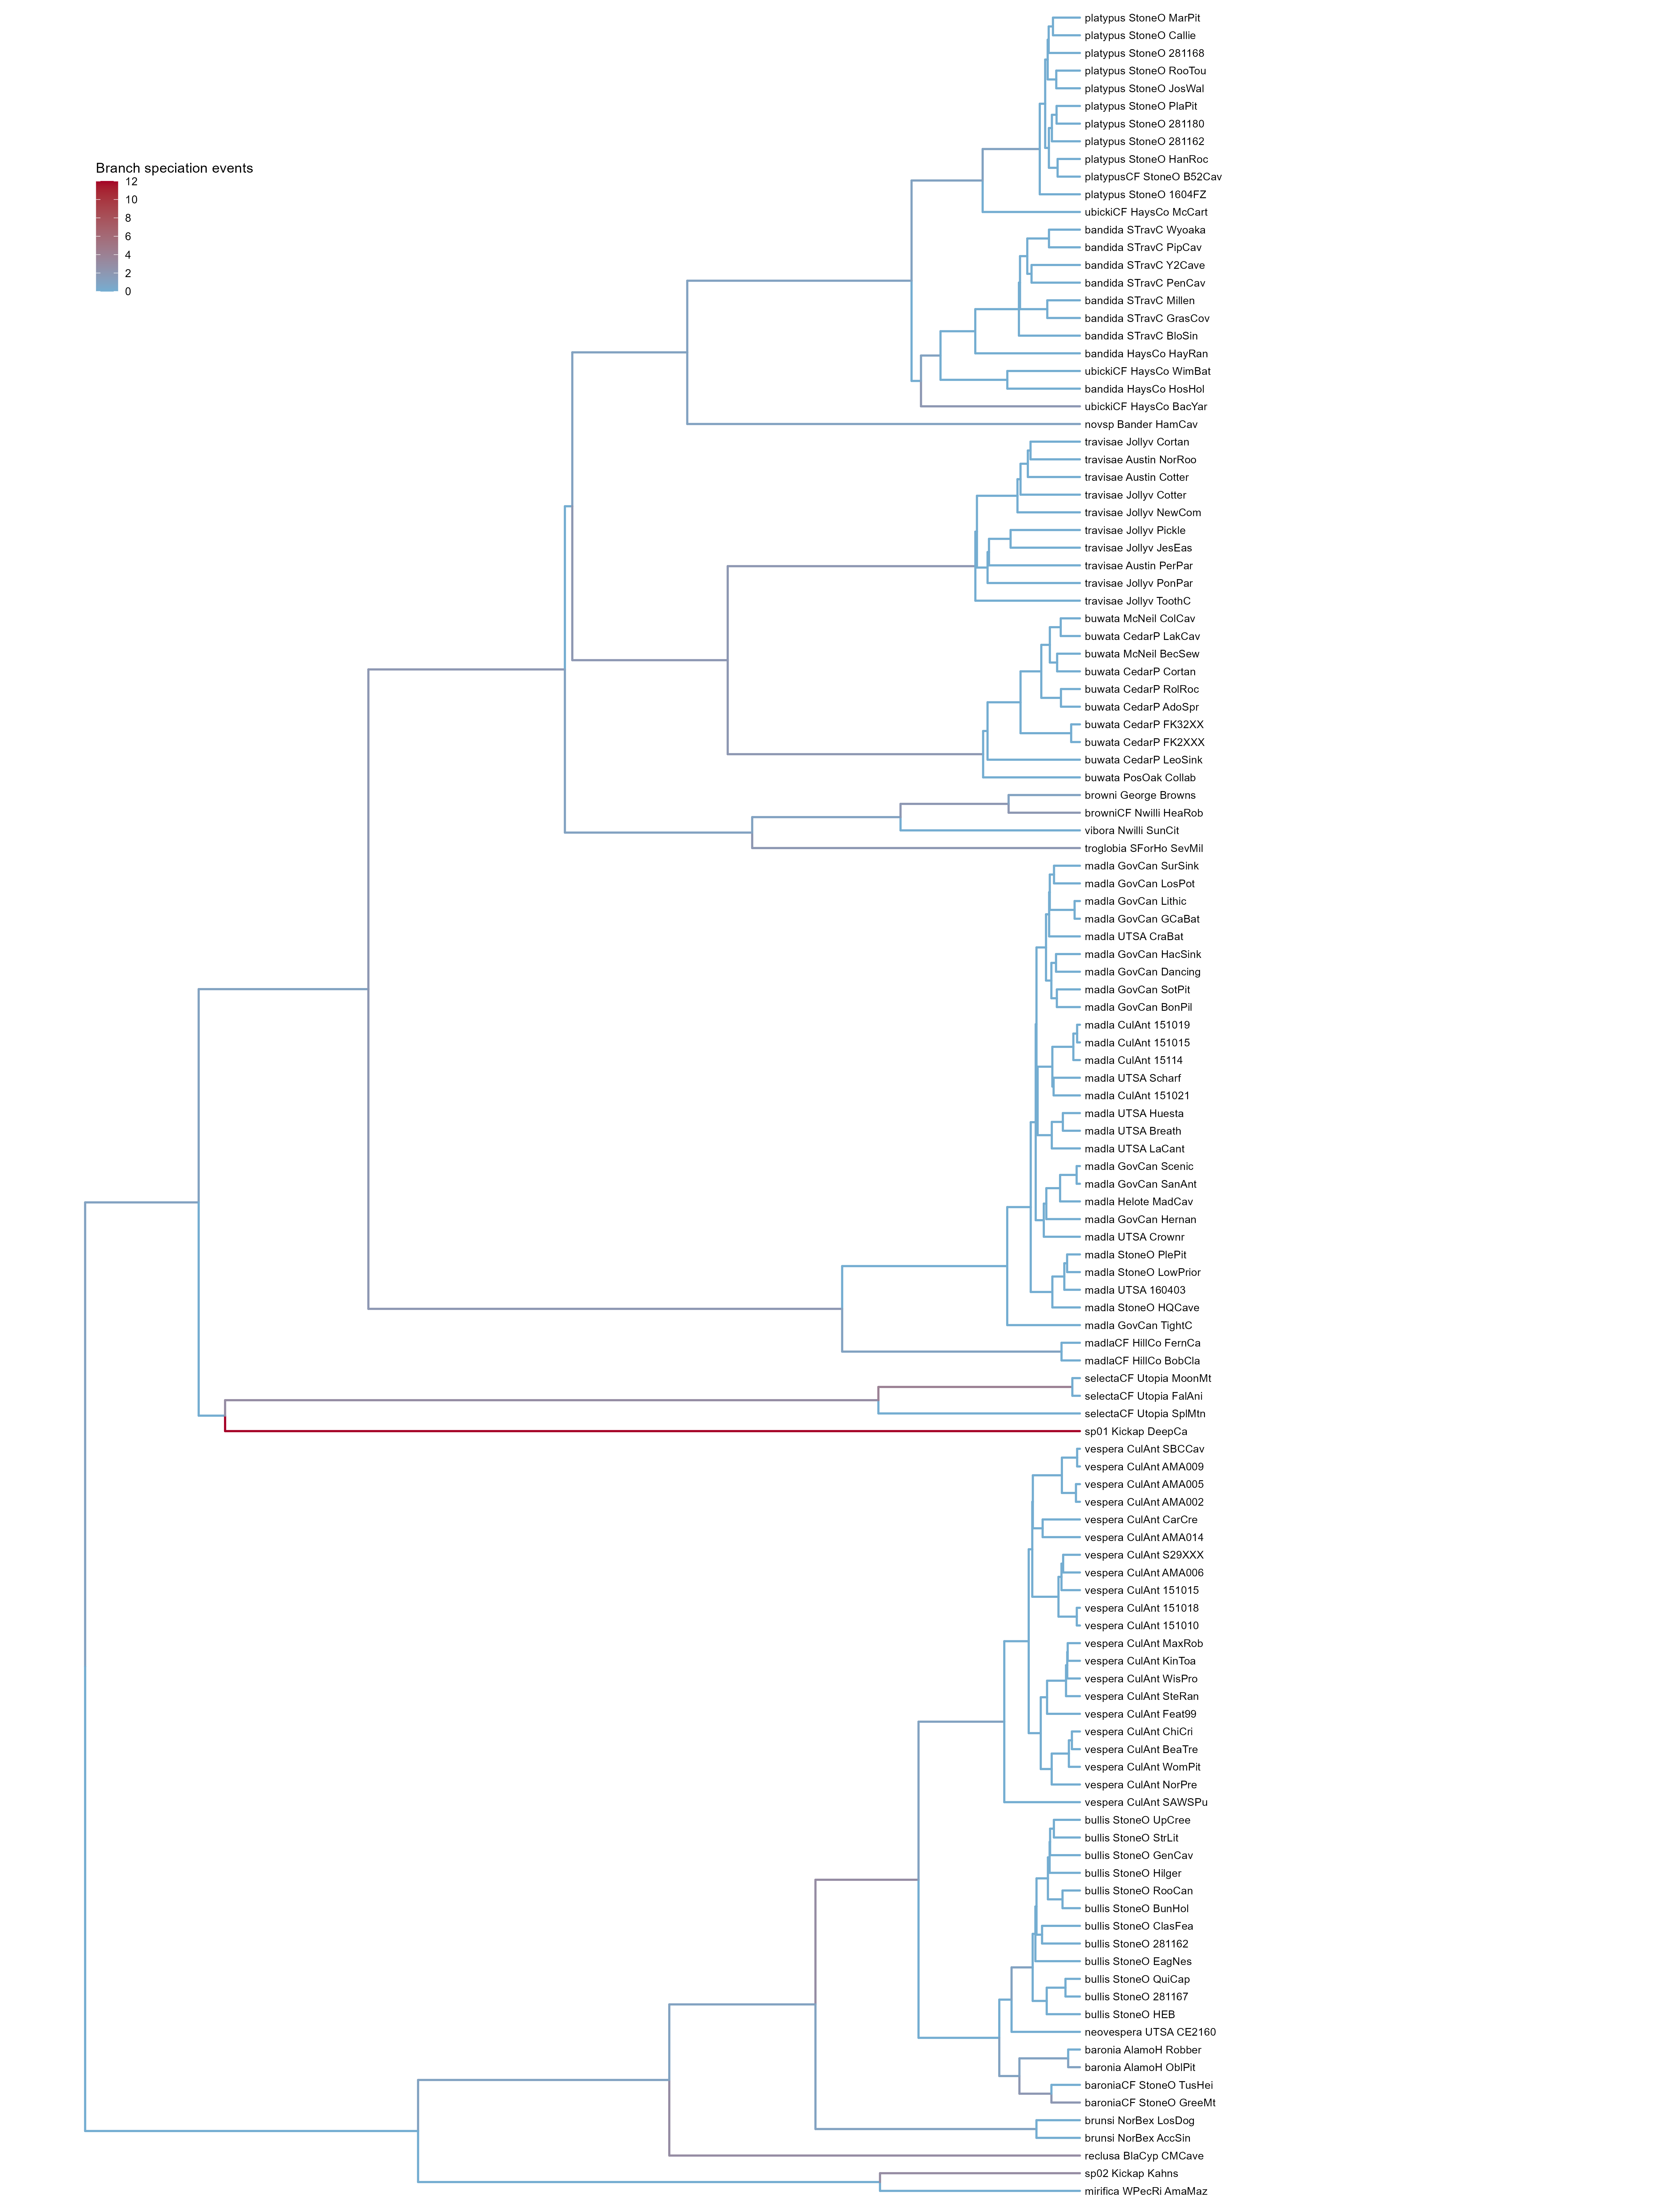 Branch speciation events
12
10
8
6
4
2
0
platypus StoneO MarPit
platypus StoneO Callie
platypus StoneO 281168
platypus StoneO RooTou
platypus StoneO JosWal
platypus StoneO PlaPit
platypus StoneO 281180
platypus StoneO 281162
platypus StoneO HanRoc
platypusCF StoneO B52Cav
platypus StoneO 1604FZ
ubickiCF HaysCo McCart
bandida STravC Wyoaka
bandida STravC PipCav
bandida STravC Y2Cave
bandida STravC PenCav
bandida STravC Millen
bandida STravC GrasCov
bandida STravC BloSin
bandida HaysCo HayRan
ubickiCF HaysCo WimBat
bandida HaysCo HosHol
ubickiCF HaysCo BacYar
novsp Bander HamCav
travisae Jollyv Cortan
travisae Austin NorRoo
travisae Austin Cotter
travisae Jollyv Cotter
travisae Jollyv NewCom
travisae Jollyv Pickle
travisae Jollyv JesEas
travisae Austin PerPar
travisae Jollyv PonPar
travisae Jollyv ToothC
buwata McNeil ColCav
buwata CedarP LakCav
buwata McNeil BecSew
buwata CedarP Cortan
buwata CedarP RolRoc
buwata CedarP AdoSpr
buwata CedarP FK32XX
buwata CedarP FK2XXX
buwata CedarP LeoSink
buwata PosOak Collab
browni George Browns
browniCF Nwilli HeaRob
vibora Nwilli SunCit
troglobia SForHo SevMil
madla GovCan SurSink
madla GovCan LosPot
madla GovCan Lithic
madla GovCan GCaBat
madla UTSA CraBat
madla GovCan HacSink
madla GovCan Dancing
madla GovCan SotPit
madla GovCan BonPil
madla CulAnt 151019
madla CulAnt 151015
madla CulAnt 15114
madla UTSA Scharf
madla CulAnt 151021
madla UTSA Huesta
madla UTSA Breath
madla UTSA LaCant
madla GovCan Scenic
madla GovCan SanAnt
madla Helote MadCav
madla GovCan Hernan
madla UTSA Crownr
madla StoneO PlePit
madla StoneO LowPrior
madla UTSA 160403
madla StoneO HQCave
madla GovCan TightC
madlaCF HillCo FernCa
madlaCF HillCo BobCla
selectaCF Utopia MoonMt
selectaCF Utopia FalAni
selectaCF Utopia SplMtn
sp01 Kickap DeepCa
vespera CulAnt SBCCav
vespera CulAnt AMA009
vespera CulAnt AMA005
vespera CulAnt AMA002
vespera CulAnt CarCre
vespera CulAnt AMA014
vespera CulAnt S29XXX
vespera CulAnt AMA006
vespera CulAnt 151015
vespera CulAnt 151018
vespera CulAnt 151010
vespera CulAnt MaxRob
vespera CulAnt KinToa
vespera CulAnt WisPro
vespera CulAnt SteRan
vespera CulAnt Feat99
vespera CulAnt ChiCri
vespera CulAnt BeaTre
vespera CulAnt WomPit
vespera CulAnt NorPre
vespera CulAnt SAWSPu
bullis StoneO UpCree
bullis StoneO StrLit
bullis StoneO GenCav
bullis StoneO Hilger
bullis StoneO RooCan
bullis StoneO BunHol
bullis StoneO ClasFea
bullis StoneO 281162
bullis StoneO EagNes
bullis StoneO QuiCap
bullis StoneO 281167
bullis StoneO HEB
neovespera UTSA CE2160
baronia AlamoH Robber
baronia AlamoH OblPit
baroniaCF StoneO TusHei
baroniaCF StoneO GreeMt
brunsi NorBex LosDog
brunsi NorBex AccSin
reclusa BlaCyp CMCave
sp02 Kickap Kahns
mirifica WPecRi AmaMaz